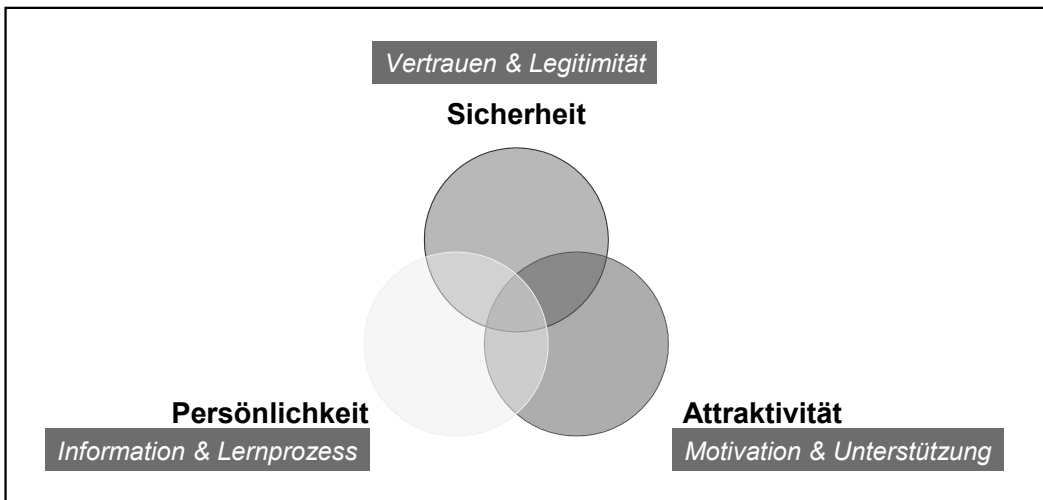 Vertrauen & Legitimität
Sicherheit
Persönlichkeit
Information & Lernprozess
Attraktivität
Motivation & Unterstützung